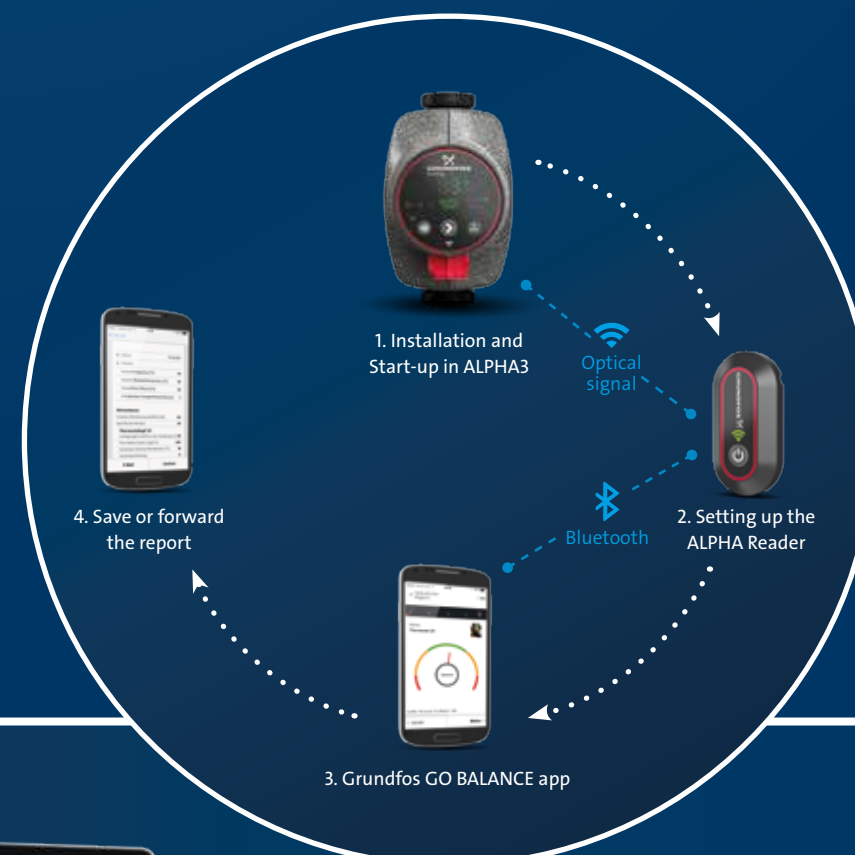 1. Installation and
Start-up in ALPHA3
Optical
signal
2. Setting up the
ALPHA Reader
Bluetooth
3. Grundfos GO BALANCE app
4. Save or forward
the report
GRUNDFOS